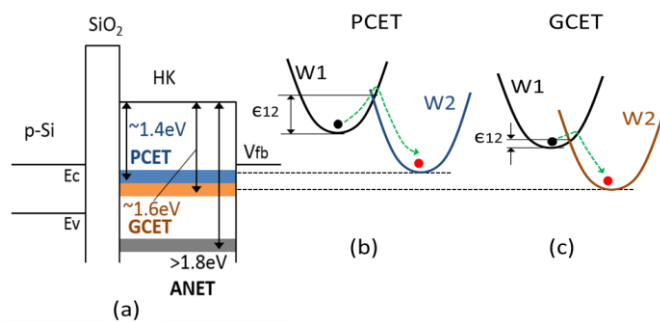 SiO2
HK
p-Si
~1.4eV
PCET
Vfb
Ec
~1.6eV
GCET
Ev
>1.8eV
ANET
(a)
PCET
W1
W2
ϵ12
(b)
GCET
W1
W2
ϵ12
(c)